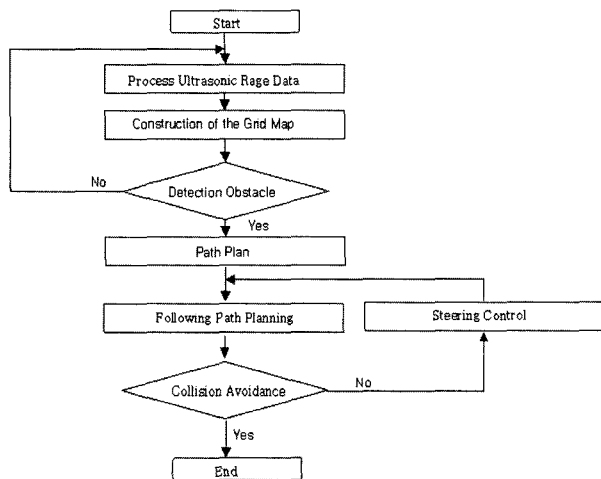 Start
Process Ultrasonic Rage Data
Construction of the Grid Map
Detection Obstacle
No
Yes
Path Plan
Following Path Planning
Steering Control
Collision Avoidance
No
Yes
End